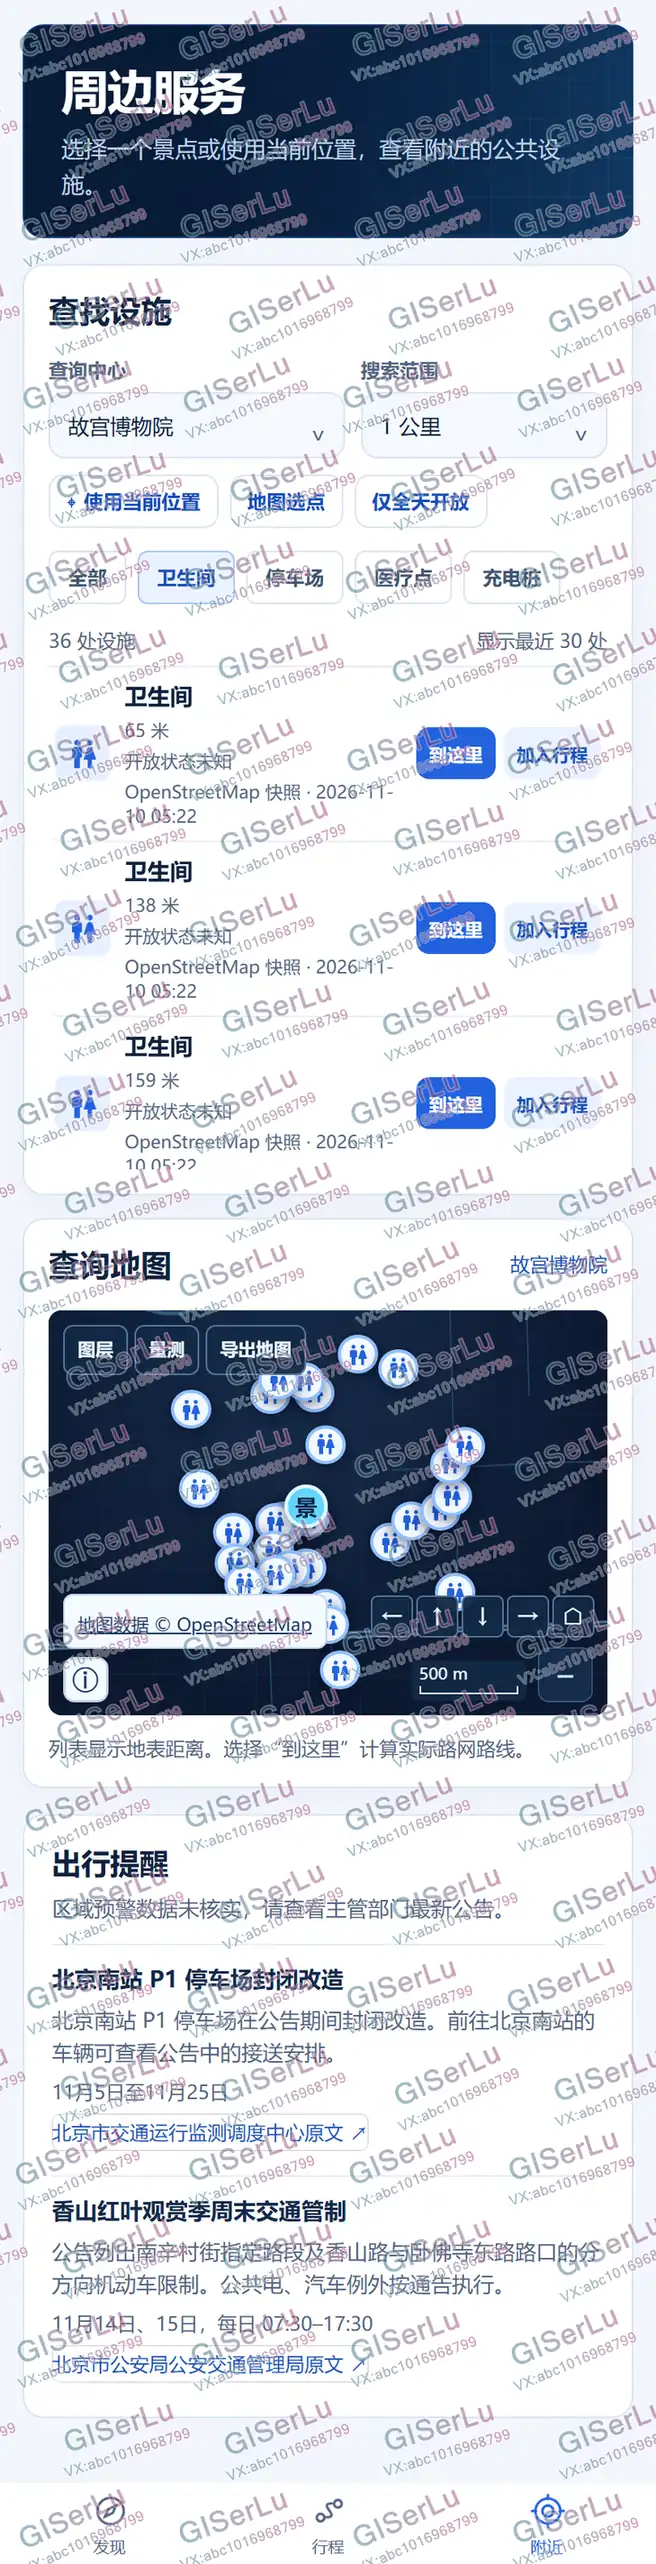 周边服务
选择一个景点或使用当前位置，查看附近的公共设
施。
查找设施
查询中心
搜索范围
故宫博物院
1 公里
使用当前位置
地图选点
仅全天开放
全部
卫生间
停车场
医疗点
充电桩
36 处设施
显示最近 30 处
卫生间
65 米
开放状态未知
OpenStreetMap 快照 · 2026-11-
10 05:22
到这里
加入行程
卫生间
138 米
开放状态未知
OpenStreetMap 快照 · 2026-11-
10 05:22
到这里
加入行程
卫生间
159 米
开放状态未知
OpenStreetMap 快照 · 2026-11-
10 05:22
到这里
加入行程
查询地图
故宫博物院
图层
量测
导出地图
景
地图数据 © OpenStreetMap
500 m
列表显示地表距离。选择“到这里”计算实际路网路线。
出行提醒
区域预警数据未核实，请查看主管部门最新公告。
北京南站 P1 停车场封闭改造
北京南站 P1 停车场在公告期间封闭改造。前往北京南站的
车辆可查看公告中的接送安排。
11月5日至11月25日
北京市交通运行监测调度中心原文 ↗
香山红叶观赏季周末交通管制
公告列出南辛村街指定路段及香山路与卧佛寺东路路口的分
方向机动车限制。公共电、汽车例外按通告执行。
11月14日、15日，每日 07:30–17:30
北京市公安局公安交通管理局原文 ↗
发现
行程
附近
GISerLu
VX:abc1016968799